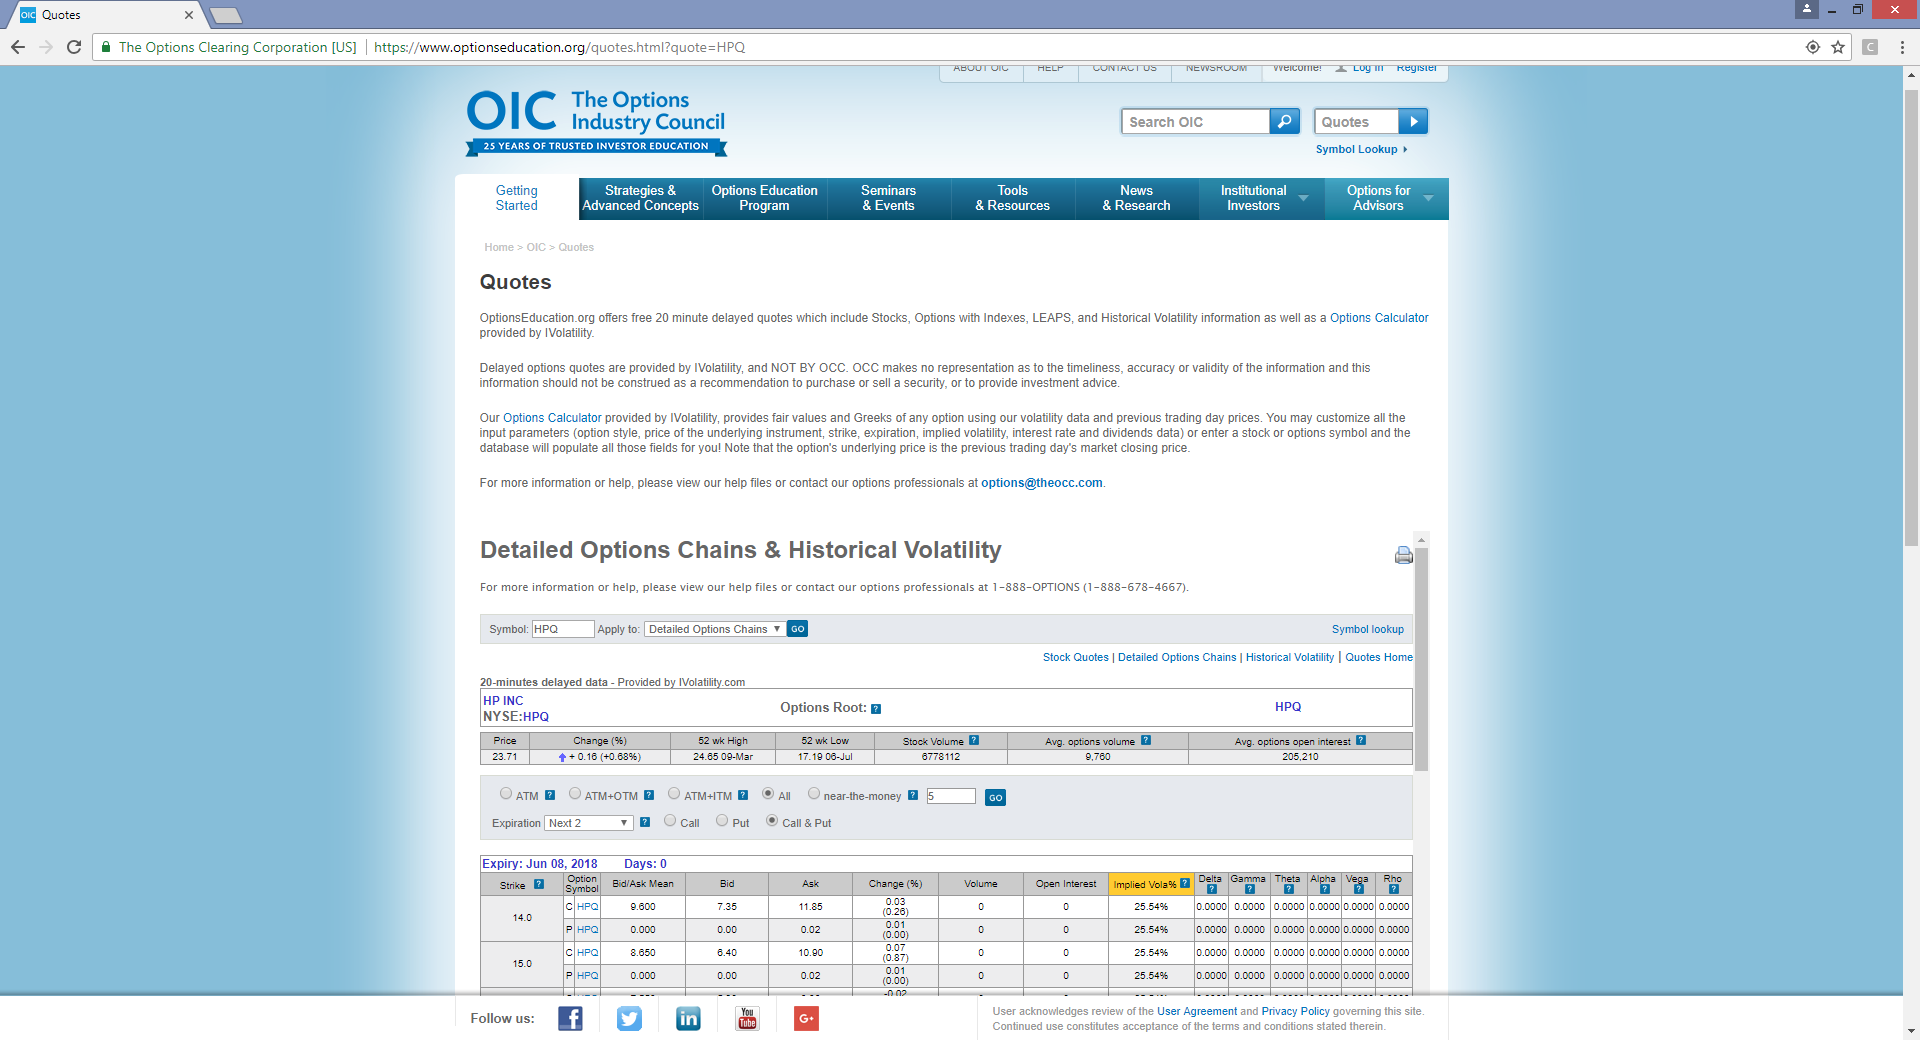 Quotes
The Options Clearing Corporation [US] https://www.optionseducation.org/quotes.html?quote=HPQ
C
ABOUT OIC HELP CONTACT US NEWSROOM Welcome! Log In Register
OIC The Options Industry Council
25 YEARS OF TRUSTED INVESTOR EDUCATION
Search OIC Quotes
Symbol Lookup
Getting Started
Strategies & Advanced Concepts
Options Education Program
Seminars & Events
Tools & Resources
News & Research
Institutional Investors
Options for Advisors
Home > OIC > Quotes
Quotes
OptionsEducation.org offers free 20 minute delayed quotes which include Stocks, Options with Indexes, LEAPS, and Historical Volatility information as well as a Options Calculator
provided by IVolatility.
Delayed options quotes are provided by IVolatility, and NOT BY OCC. OCC makes no representation as to the timeliness, accuracy or validity of the information and this
information should not be construed as a recommendation to purchase or sell a security, or to provide investment advice.
Our Options Calculator provided by IVolatility, provides fair values and Greeks of any option using our volatility data and previous trading day prices. You may customize all the
input parameters (option style, price of the underlying instrument, strike, expiration, implied volatility, interest rate and dividends data) or enter a stock or options symbol and the
database will populate all those fields for you! Note that the option's underlying price is the previous trading day's market closing price.
For more information or help, please view our help files or contact our options professionals at options@theocc.com.
Detailed Options Chains & Historical Volatility
For more information or help, please view our help files or contact our options professionals at 1-888-OPTIONS (1-888-678-4667).
Symbol: HPQ Apply to: Detailed Options Chains GO Symbol lookup
Stock Quotes | Detailed Options Chains | Historical Volatility | Quotes Home
20-minutes delayed data - Provided by IVolatility.com
HP INC
NYSE:HPQ Options Root: ? HPQ
Price Change (%) 52 wk High 52 wk Low Stock Volume ? Avg. options volume ? Avg. options open interest ?
23.71 + 0.16 (+0.68%) 24.65 09-Mar 17.19 06-Jul 6778112 9,760 205,210
ATM ? ATM+OTM ? ATM+ITM ? All near-the-money ? 5 GO
Expiration Next 2 ? Call Put Call & Put
Expiry: Jun 08, 2018 Days: 0
Strike ? Option Symbol Bid/Ask Mean Bid Ask Change (%) Volume Open Interest Implied Vola% ? Delta ? Gamma ? Theta ? Alpha ? Vega ? Rho ?
14.0 C HPQ 9.600 7.35 11.85 0.03 (0.26) 0 0 25.54% 0.0000 0.0000 0.0000 0.0000 0.0000 0.0000
P HPQ 0.000 0.00 0.02 0.01 (0.00) 0 0 25.54% 0.0000 0.0000 0.0000 0.0000 0.0000 0.0000
15.0 C HPQ 8.650 6.40 10.90 0.07 (0.87) 0 0 25.54% 0.0000 0.0000 0.0000 0.0000 0.0000 0.0000
P HPQ 0.000 0.00 0.02 0.01 (0.00) 0 0 25.54% 0.0000 0.0000 0.0000 0.0000 0.0000 0.0000
-0.02
Follow us: f in You Tube G+
User acknowledges review of the User Agreement and Privacy Policy governing this site.
Continued use constitutes acceptance of the terms and conditions stated therein.